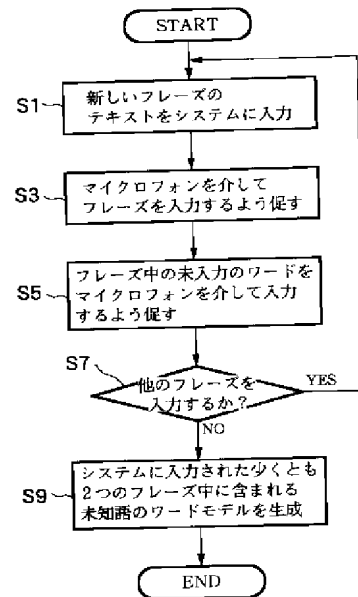 START
S1
新しいフレーズの
テキストをシステムに入力
S3
マイクロフォンを介して
フレーズを入力するよう促す
S5
フレーズ中の未入力のワードを
マイクロフォンを介して入力
するよう促す
S7
他のフレーズを
入力するか?
YES
NO
S9
システムに入力された少くとも
2つのフレーズ中に含まれる
未知語のワードモデルを生成
END